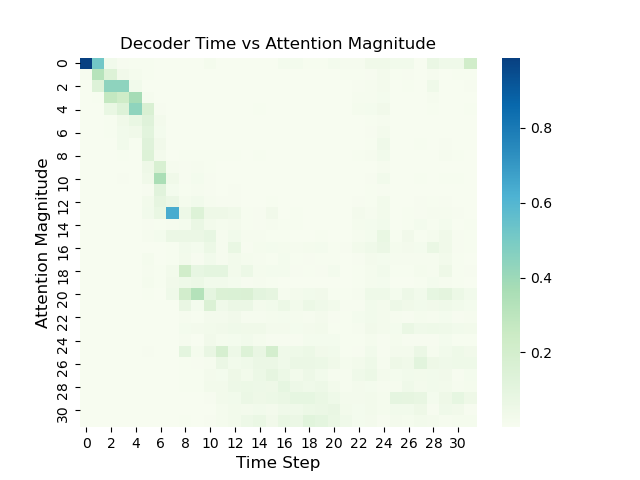 Decoder Time vs Attention Magnitude
Attention Magnitude
0 2 4 6 8 10 12 14 16 18 20 22 24 26 28 30
0 2 4 6 8 10 12 14 16 18 20 22 24 26 28 30
Time Step
0.8
0.6
0.4
0.2